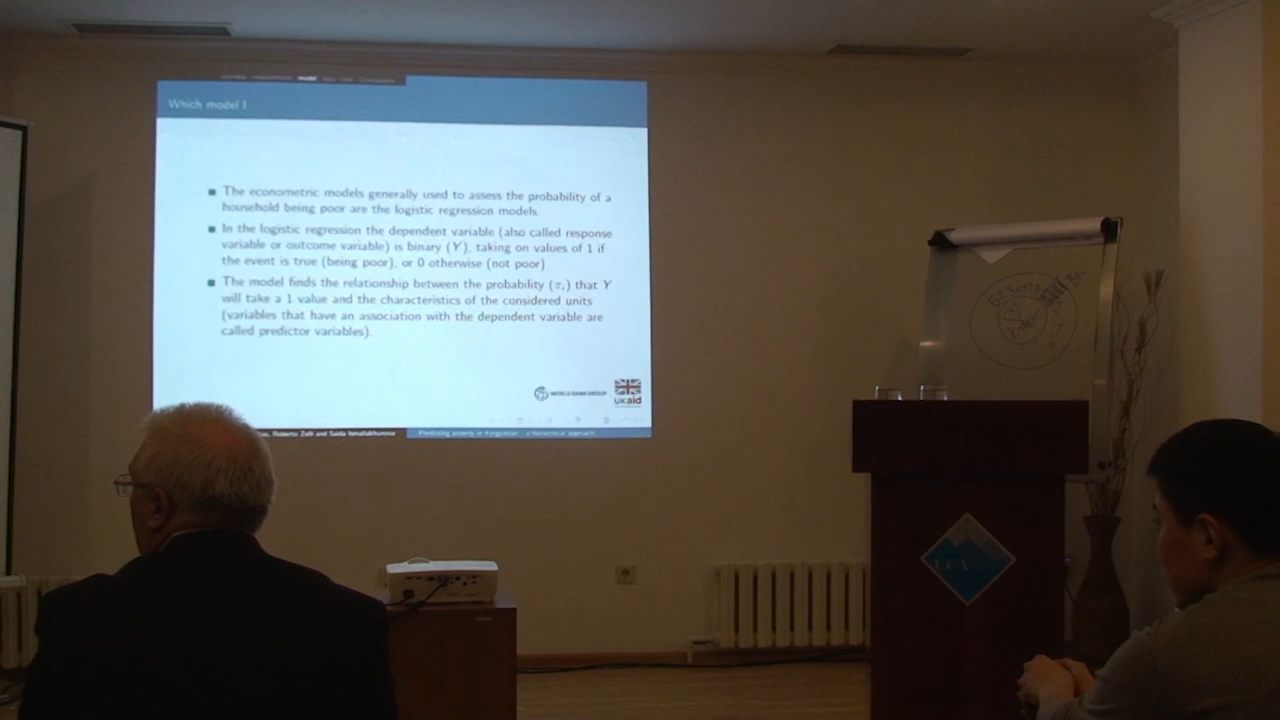 model
Which model I
The econometric models generally used to assess the probability of a
household being poor are the logistic regression models.
In the logistic regression the dependent variable (also called response
variable or outcome variable) is binary (Y), taking on values of 1 if
the event is true (being poor), or 0 otherwise (not poor)
The model finds the relationship between the probability (πᵢ) that Y
will take a 1 value and the characteristics of the considered units
(variables that have an association with the dependent variable are
called predictor variables).
WORLD BANK GROUP
UKaid
Roberto Zelli and
Predicting poverty in Kyrgyzstan: a hierarchical approach
UCA